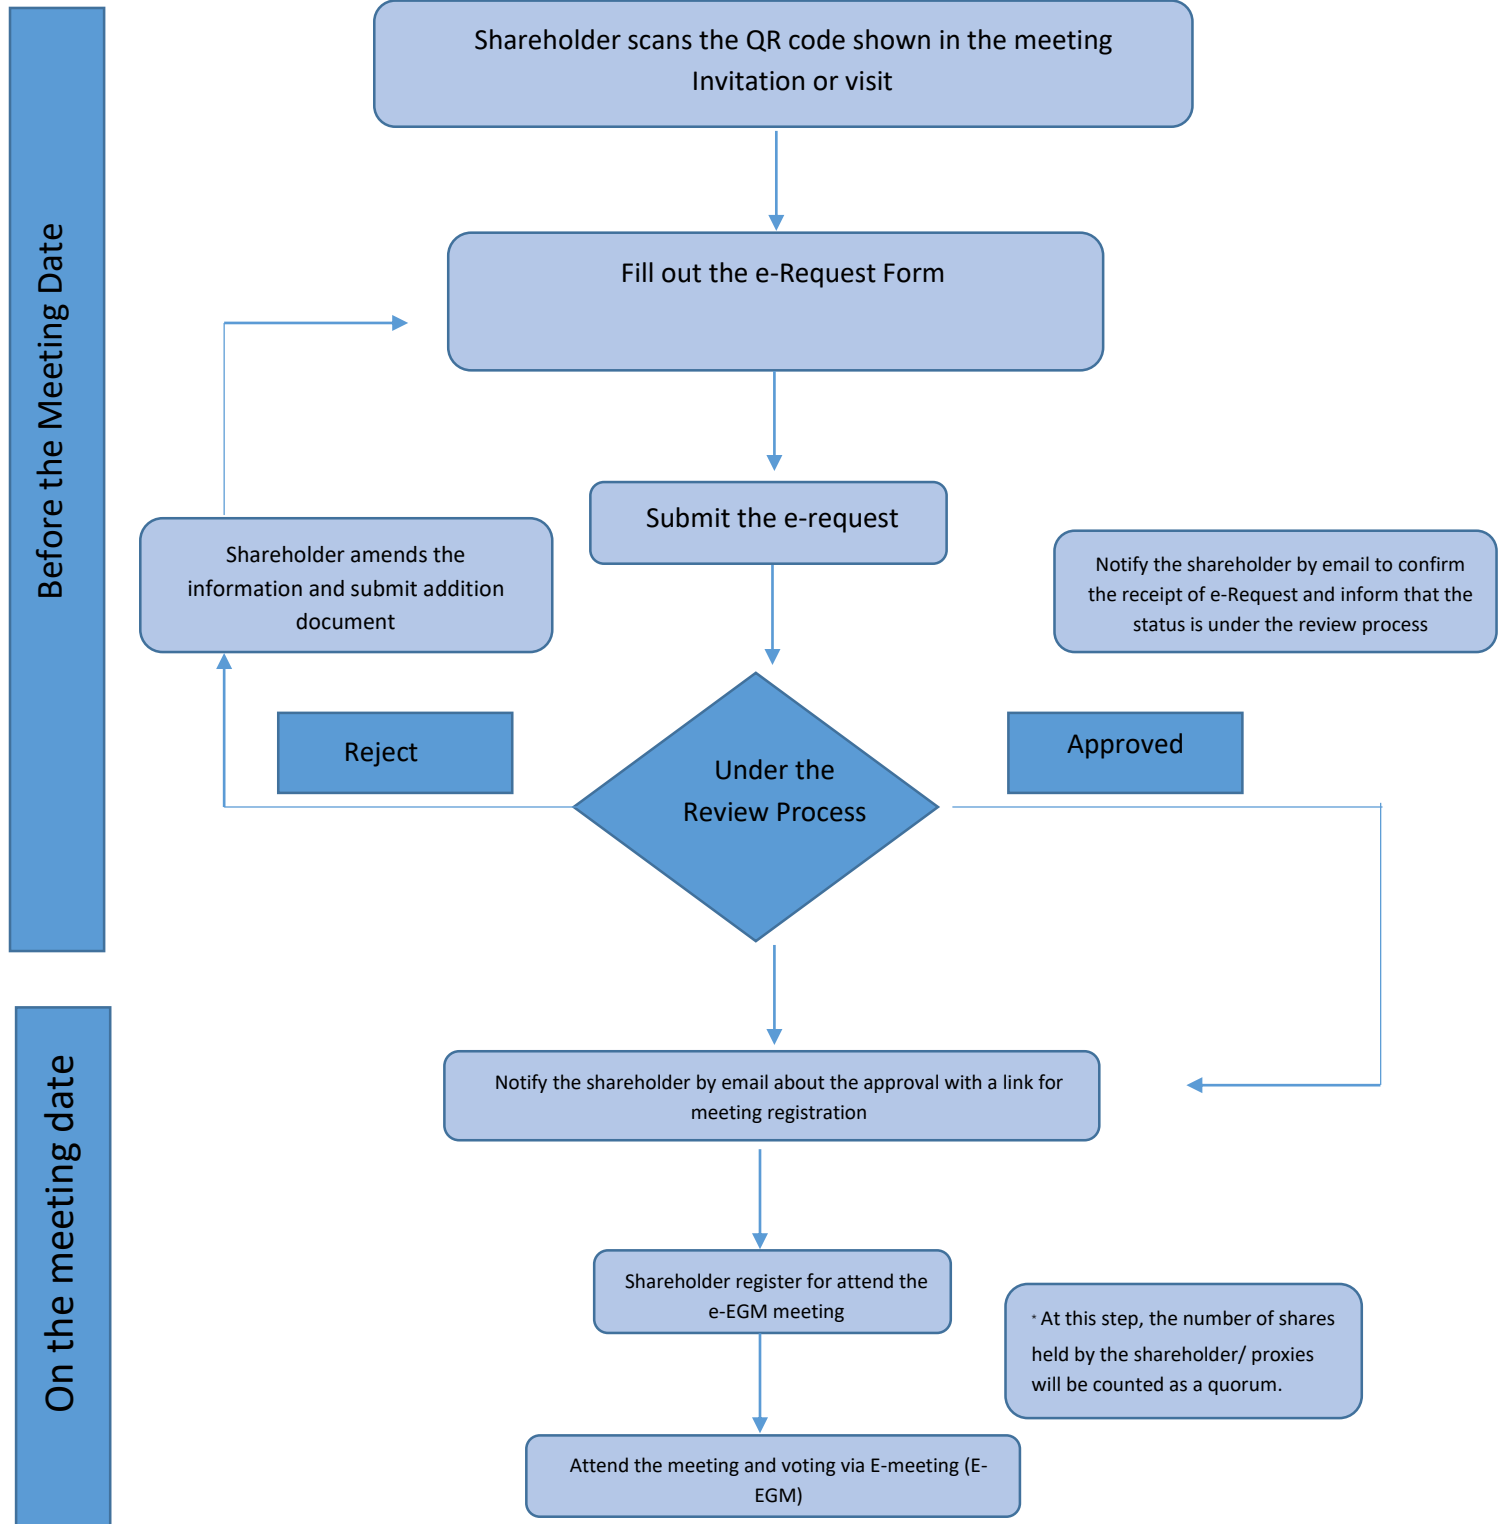 Before the Meeting Date
Shareholder scans the QR code shown in the meeting
Invitation or visit
Fill out the e-Request Form
Submit the e-request
Shareholder amends the
information and submit addition
document
Notify the shareholder by email to confirm
the receipt of e-Request and inform that the
status is under the review process
Reject
Under the
Review Process
Approved
On the meeting date
Notify the shareholder by email about the approval with a link for
meeting registration
Shareholder register for attend the
e-EGM meeting
* At this step, the number of shares
held by the shareholder/ proxies
will be counted as a quorum.
Attend the meeting and voting via E-meeting (E-
EGM)